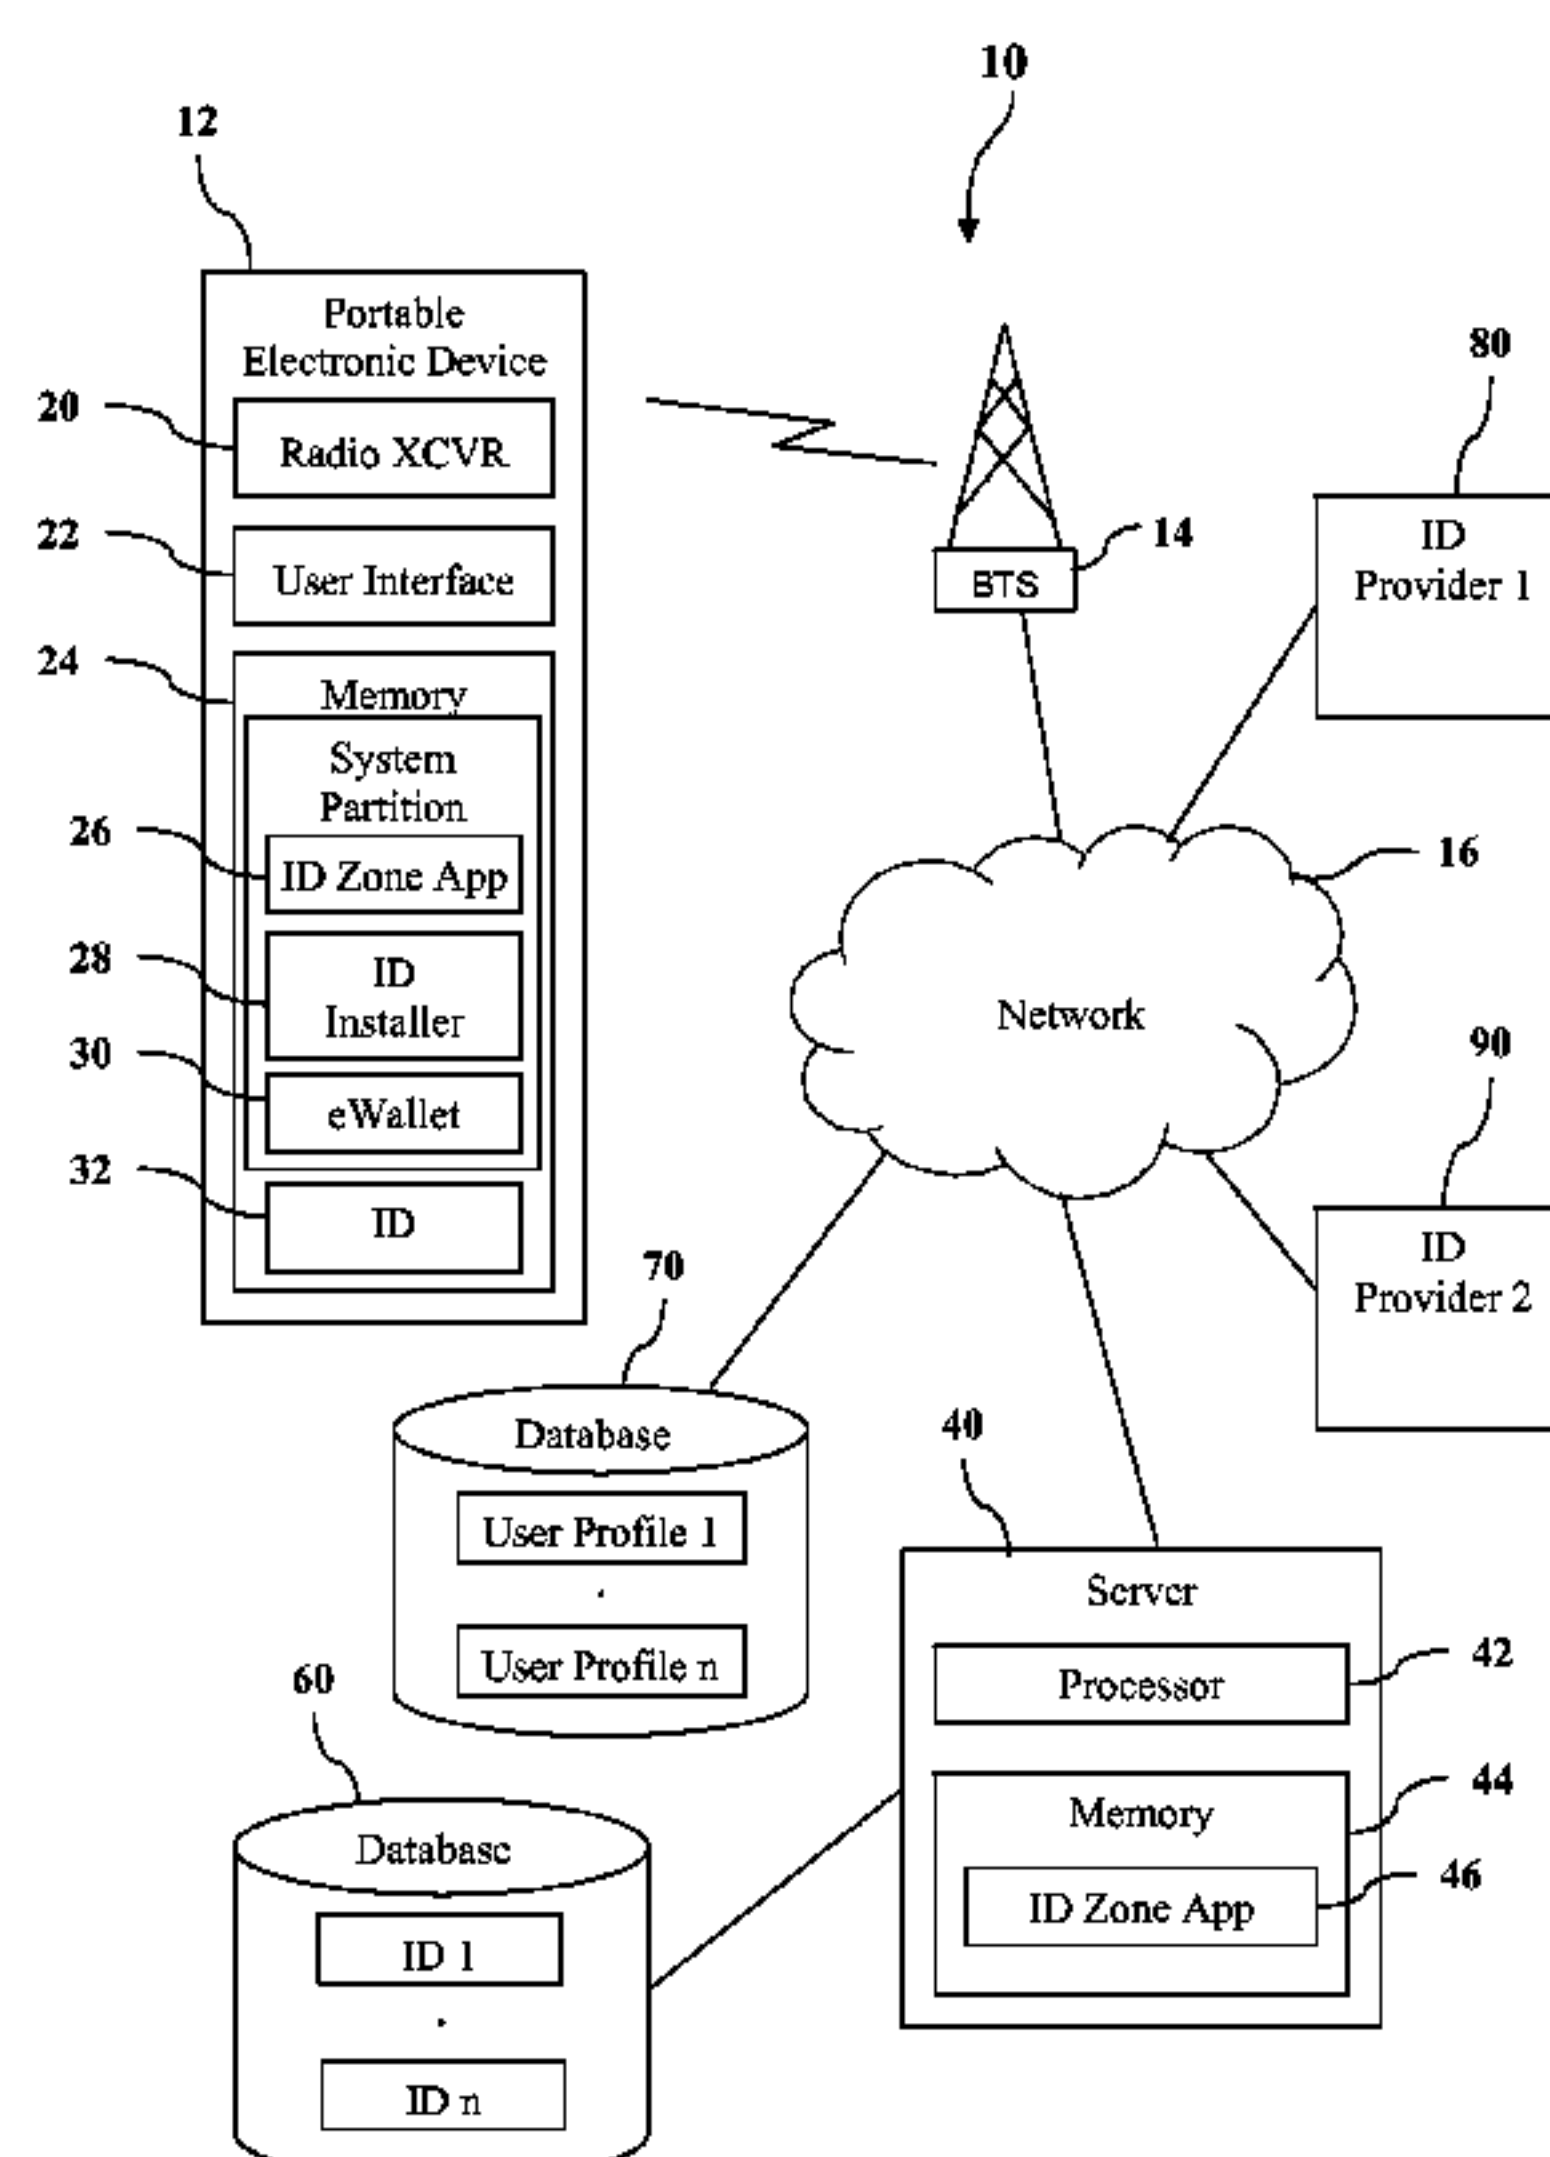 10
12
Portable
Electronic Device
20
Radio XCVR
22
User Interface
24
Memory
System
Partition
26
ID Zone App
28
ID
Installer
30
eWallet
32
ID
14
BTS
80
ID
Provider 1
16
Network
90
ID
Provider 2
70
Database
User Profile 1
.
User Profile n
40
Server
42
Processor
44
Memory
46
ID Zone App
60
Database
ID 1
.
ID n